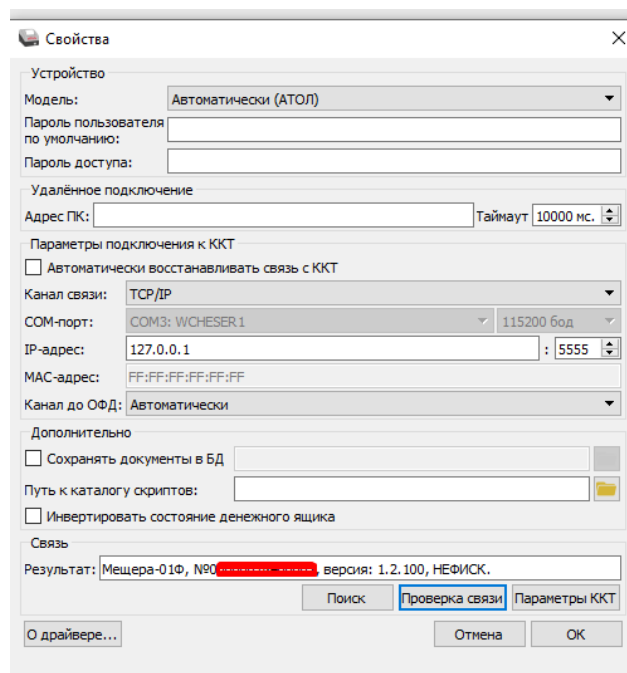 Свойства
Устройство
Модель: Автоматически (АТОЛ)
Пароль пользователя
по умолчанию:
Пароль доступа:
Удалённое подключение
Адрес ПК: Таймаут 10000 мс.
Параметры подключения к ККТ
Автоматически восстанавливать связь с ККТ
Канал связи: TCP/IP
COM-порт: COM3: WCHESER1 115200 бод
IP-адрес: 127.0.0.1 : 5555
MAC-адрес: FF:FF:FF:FF:FF:FF
Канал до ОФД: Автоматически
Дополнительно
Сохранять документы в БД
Путь к каталогу скриптов:
Инвертировать состояние денежного ящика
Связь
Результат: Мещера-01Ф, №0 , версия: 1.2.100, НЕФИСК.
Поиск Проверка связи Параметры ККТ
О драйвере... Отмена ОК